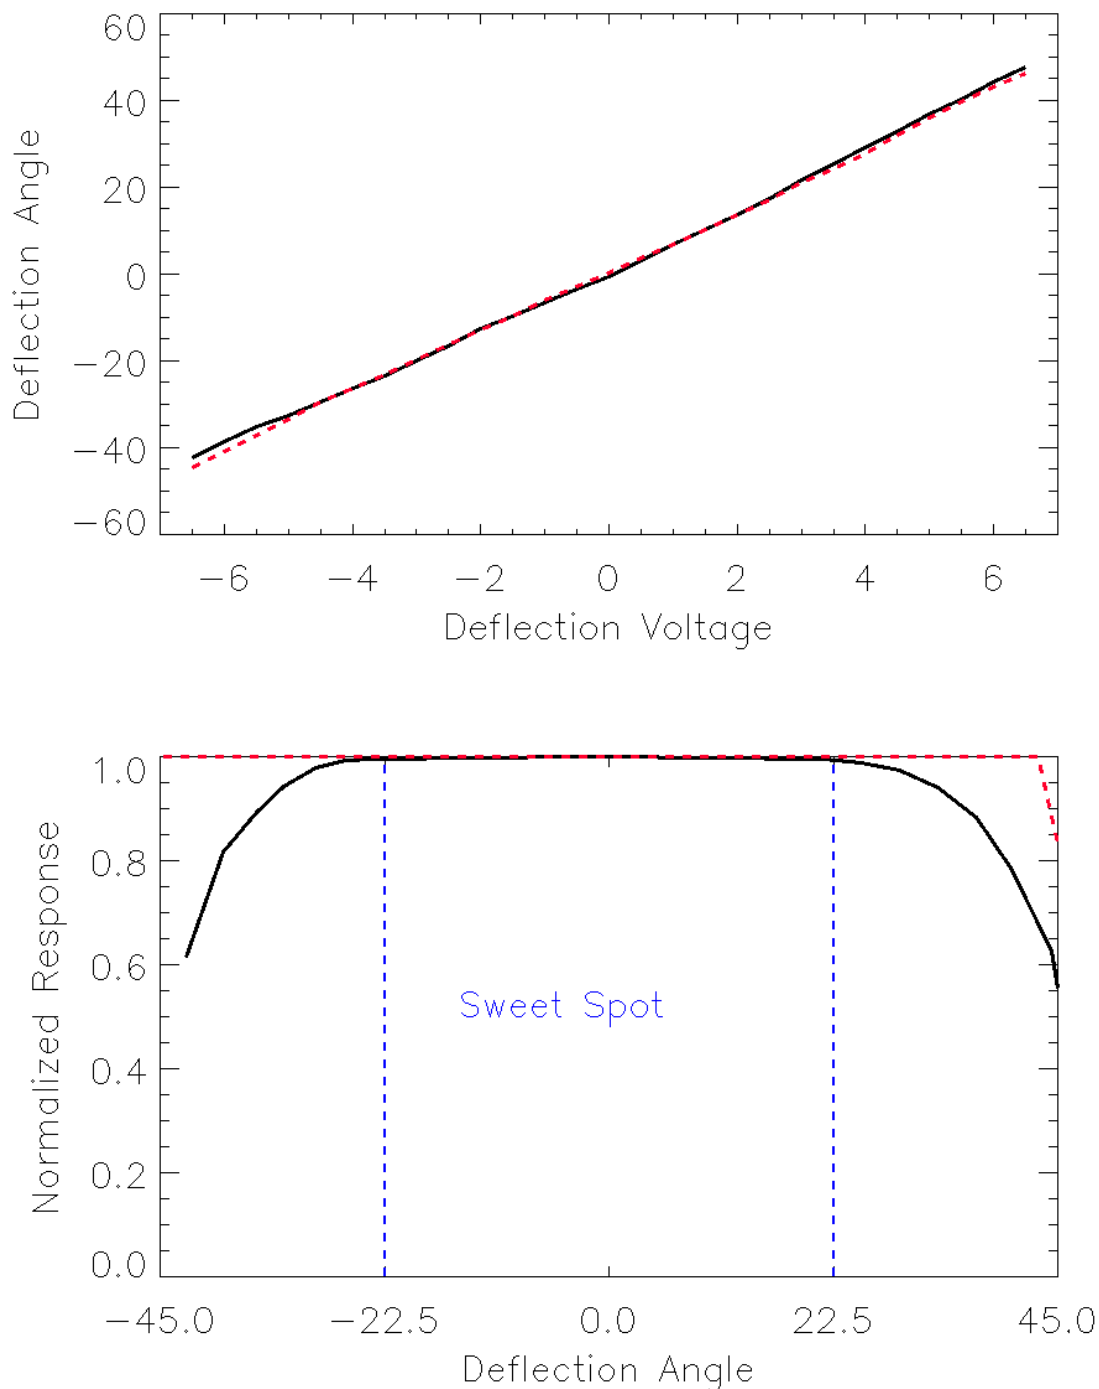 60
40
20
0
−20
−40
−60
Deflection Angle
−6 −4 −2 0 2 4 6
Deflection Voltage
1.0
0.8
0.6
0.4
0.2
0.0
Normalized Response
Sweet Spot
−45.0 −22.5 0.0 22.5 45.0
Deflection Angle